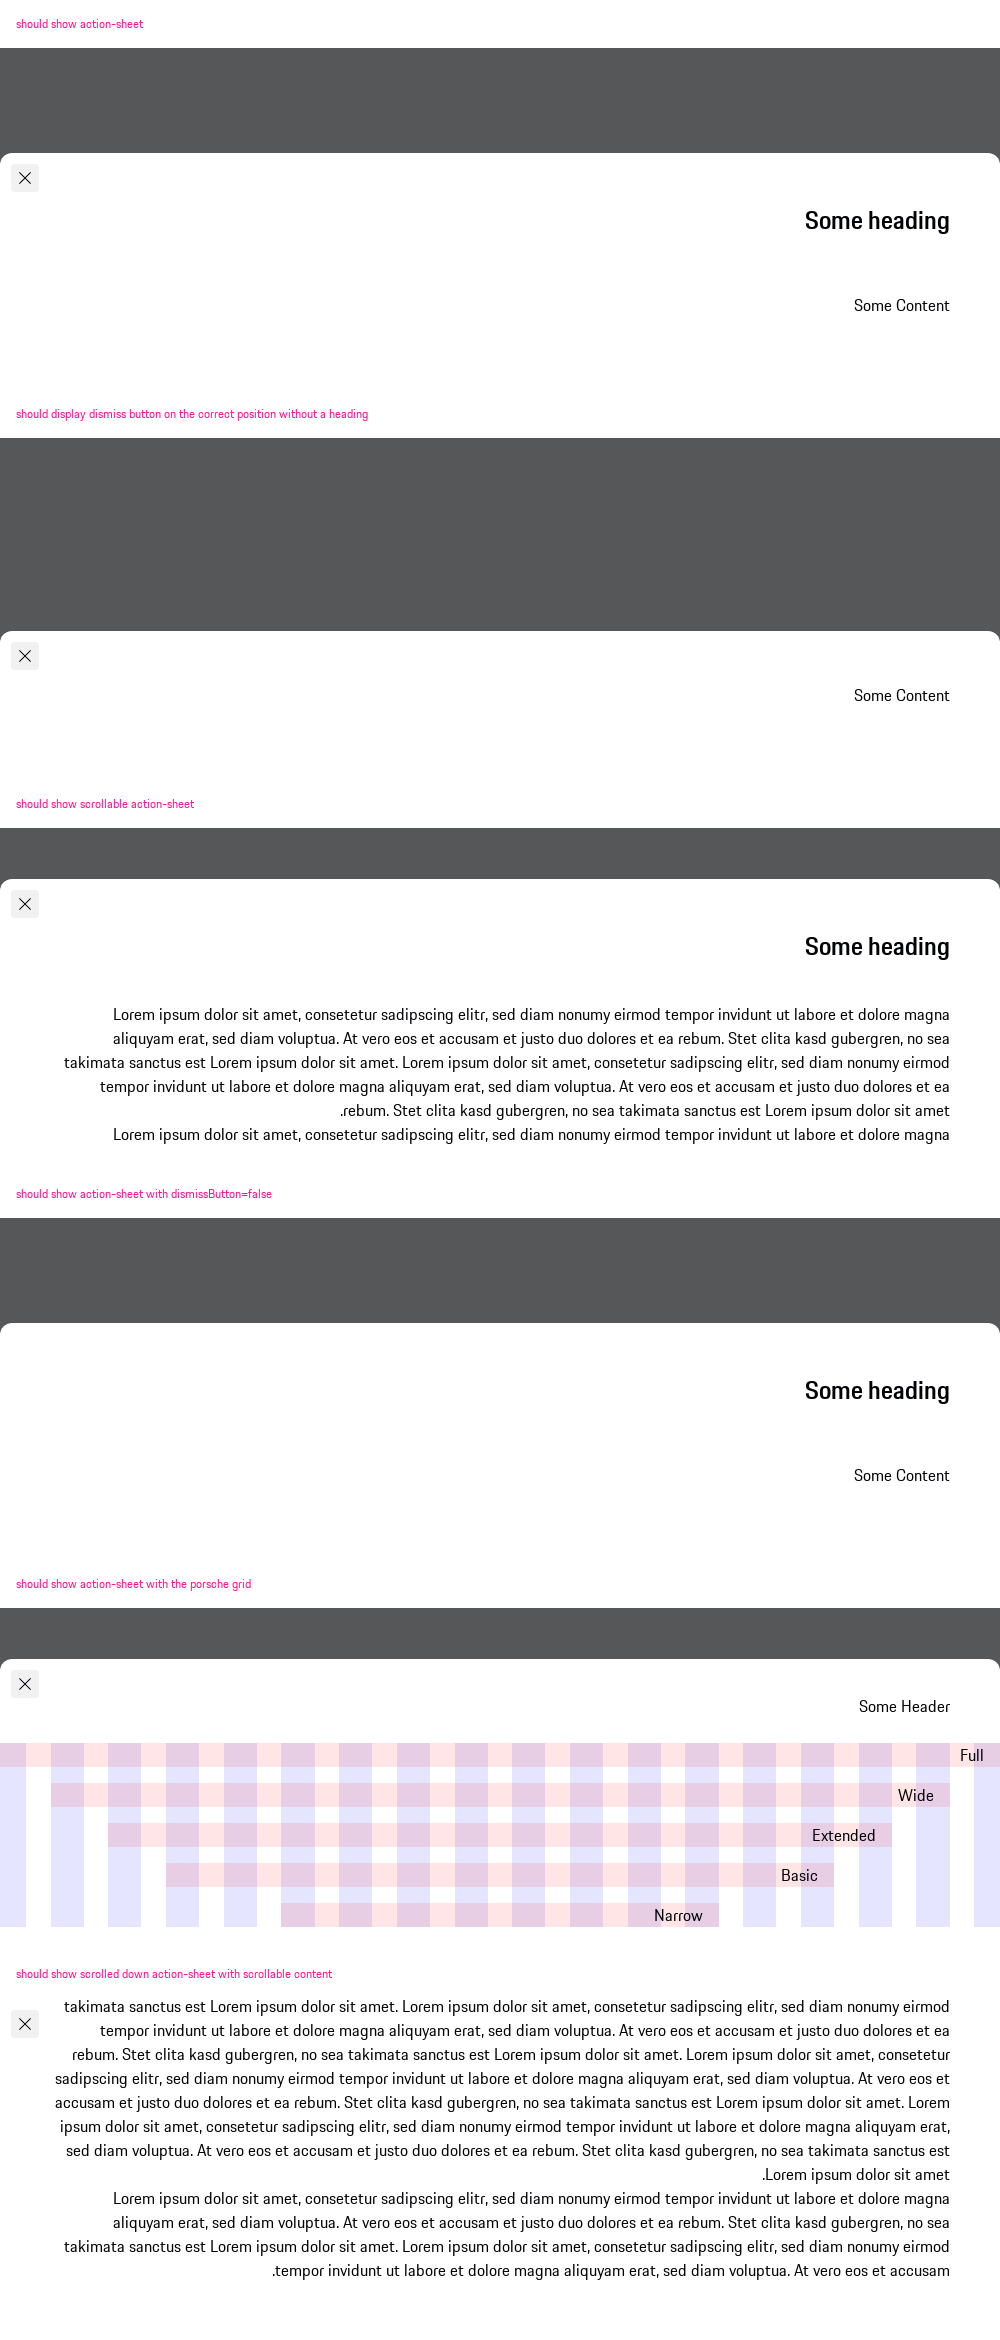 should show action-sheet
Some heading
Some Content
should display dismiss button on the correct position without a heading
Some Content
should show scrollable action-sheet
Some heading
Lorem ipsum dolor sit amet, consetetur sadipscing elitr, sed diam nonumy eirmod tempor invidunt ut labore et dolore magna
aliquyam erat, sed diam voluptua. At vero eos et accusam et justo duo dolores et ea rebum. Stet clita kasd gubergren, no sea
takimata sanctus est Lorem ipsum dolor sit amet. Lorem ipsum dolor sit amet, consetetur sadipscing elitr, sed diam nonumy eirmod
tempor invidunt ut labore et dolore magna aliquyam erat, sed diam voluptua. At vero eos et accusam et justo duo dolores et ea
.rebum. Stet clita kasd gubergren, no sea takimata sanctus est Lorem ipsum dolor sit amet
Lorem ipsum dolor sit amet, consetetur sadipscing elitr, sed diam nonumy eirmod tempor invidunt ut labore et dolore magna
should show action-sheet with dismissButton=false
Some heading
Some Content
should show action-sheet with the porsche grid
Some Header
Full
Wide
Extended
Basic
Narrow
should show scrolled down action-sheet with scrollable content
takimata sanctus est Lorem ipsum dolor sit amet. Lorem ipsum dolor sit amet, consetetur sadipscing elitr, sed diam nonumy eirmod
tempor invidunt ut labore et dolore magna aliquyam erat, sed diam voluptua. At vero eos et accusam et justo duo dolores et ea
rebum. Stet clita kasd gubergren, no sea takimata sanctus est Lorem ipsum dolor sit amet. Lorem ipsum dolor sit amet, consetetur
sadipscing elitr, sed diam nonumy eirmod tempor invidunt ut labore et dolore magna aliquyam erat, sed diam voluptua. At vero eos et
accusam et justo duo dolores et ea rebum. Stet clita kasd gubergren, no sea takimata sanctus est Lorem ipsum dolor sit amet. Lorem
ipsum dolor sit amet, consetetur sadipscing elitr, sed diam nonumy eirmod tempor invidunt ut labore et dolore magna aliquyam erat,
sed diam voluptua. At vero eos et accusam et justo duo dolores et ea rebum. Stet clita kasd gubergren, no sea takimata sanctus est
.Lorem ipsum dolor sit amet
Lorem ipsum dolor sit amet, consetetur sadipscing elitr, sed diam nonumy eirmod tempor invidunt ut labore et dolore magna
aliquyam erat, sed diam voluptua. At vero eos et accusam et justo duo dolores et ea rebum. Stet clita kasd gubergren, no sea
takimata sanctus est Lorem ipsum dolor sit amet. Lorem ipsum dolor sit amet, consetetur sadipscing elitr, sed diam nonumy eirmod
.tempor invidunt ut labore et dolore magna aliquyam erat, sed diam voluptua. At vero eos et accusam